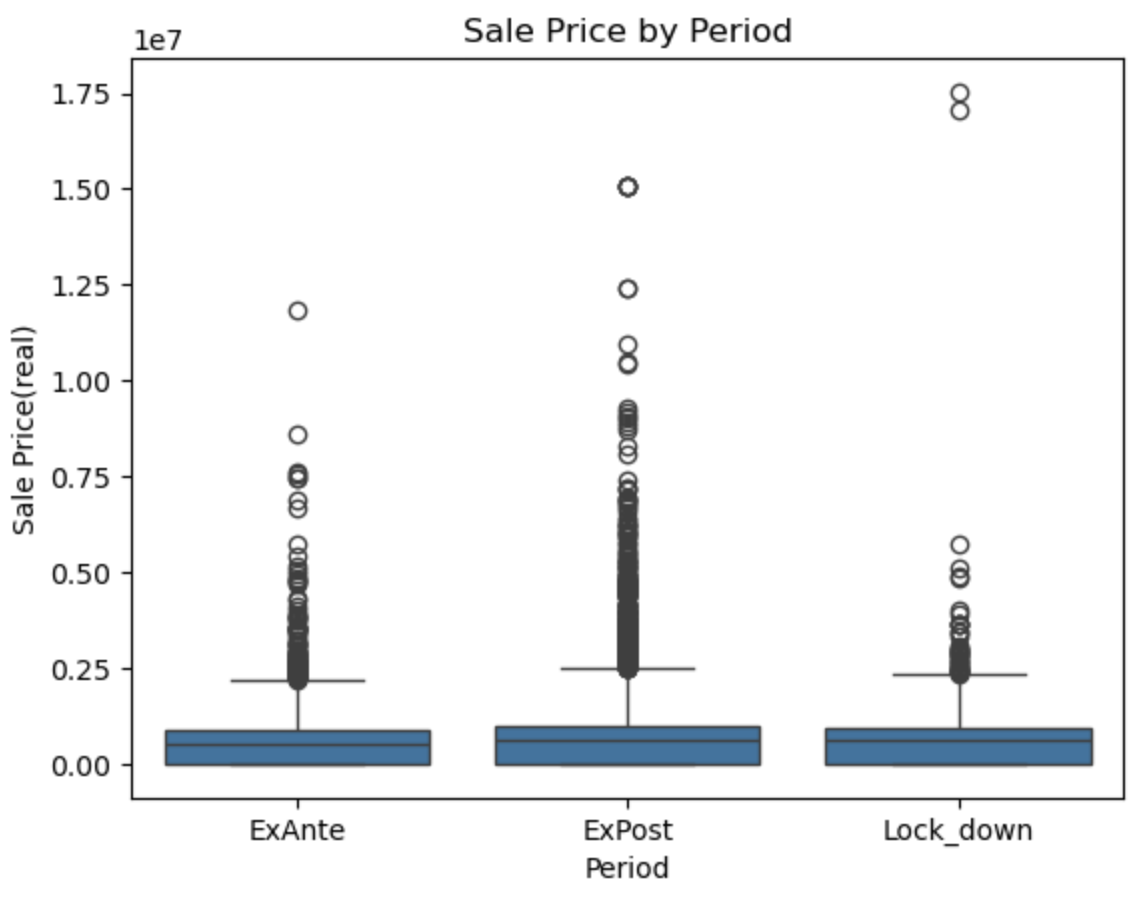 Sale Price by Period
1e7
1.75
1.50
1.25
1.00
0.75
0.50
0.25
0.00
Sale Price(real)
ExAnte
ExPost
Lock_down
Period